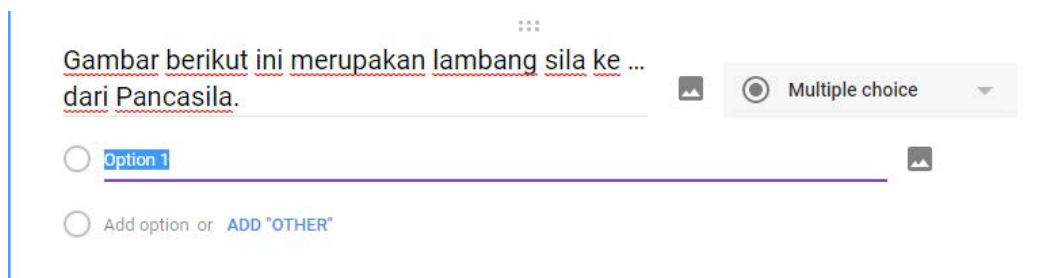 Gambar berikut ini merupakan lambang sila ke ...
dari Pancasila.
Multiple choice
Option 1
Add option or ADD "OTHER"